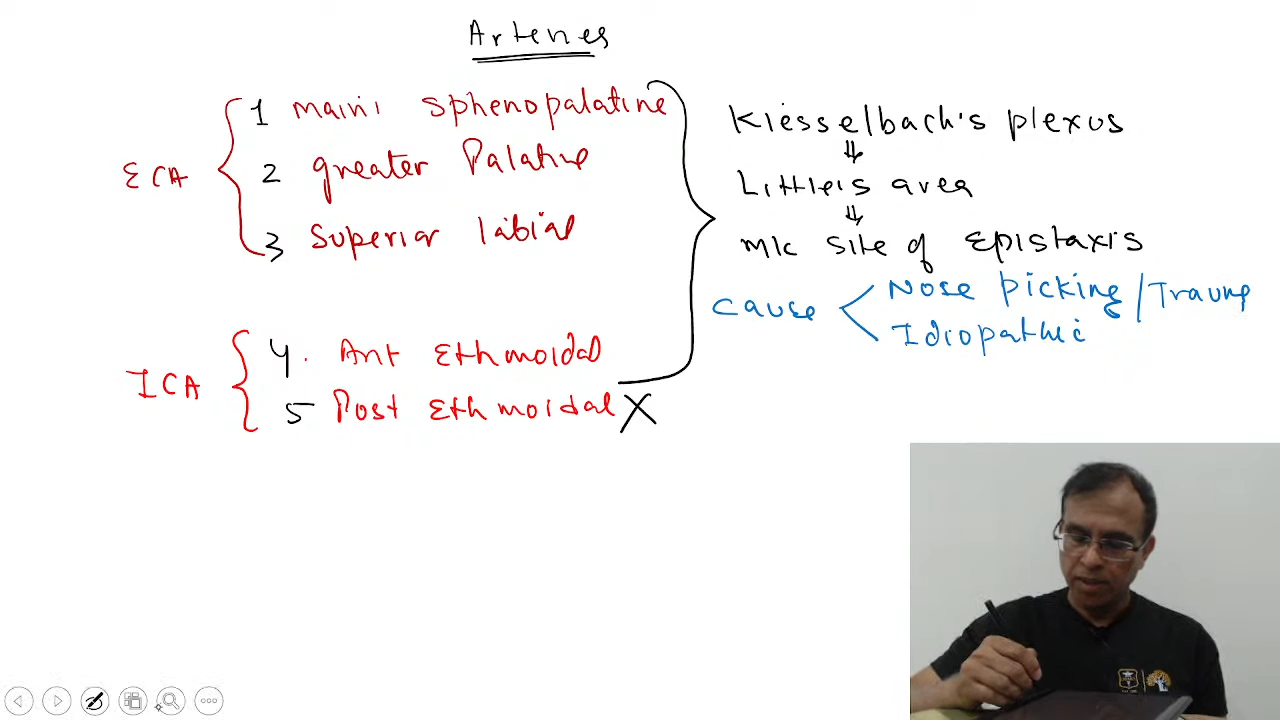 Arteries
ECA
1 main: sphenopalatine
2 greater Palatine
3 superior labial
ICA
4. Ant Ethmoidal
5 Post Ethmoidal X
Kiesselbach's plexus
⇓
Little's area
⇓
m/c site of Epistaxis
cause
Nose picking / Trauma
Idiopathic